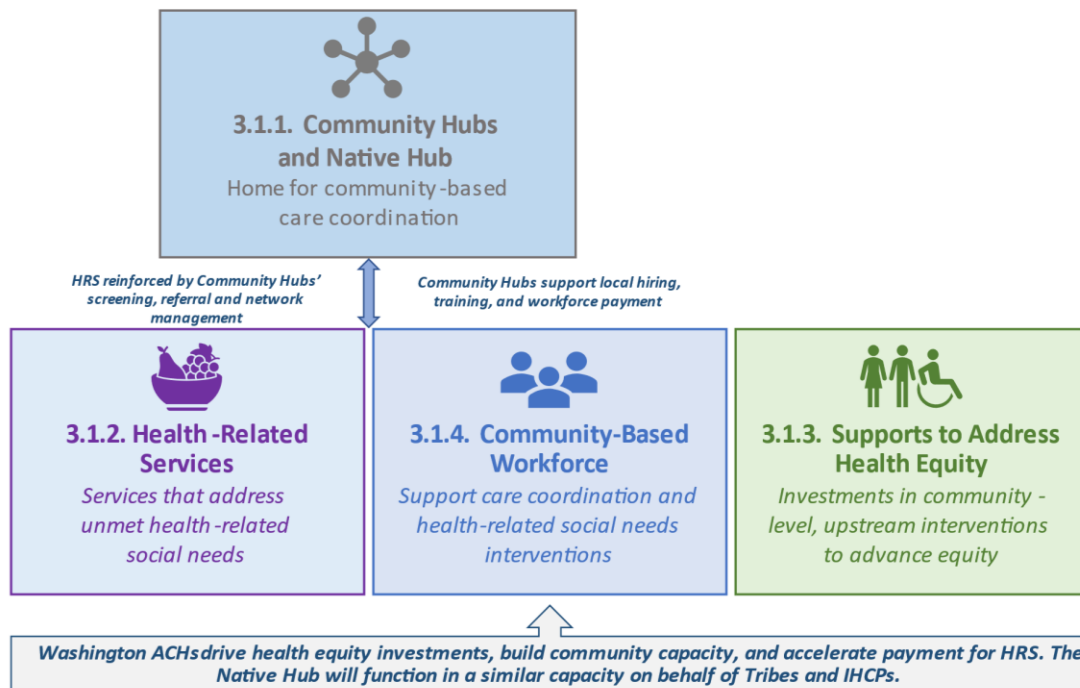 3.1.1. Community Hubs
and Native Hub
Home for community-based
care coordination
HRS reinforced by Community Hubs’
screening, referral and network
management
Community Hubs support local hiring,
training, and workforce payment
3.1.2. Health-Related
Services
Services that address
unmet health-related
social needs
3.1.4. Community-Based
Workforce
Support care coordination and
health-related social needs
interventions
3.1.3. Supports to Address
Health Equity
Investments in community-
level, upstream interventions
to advance equity
Washington ACHsdrive health equity investments, build community capacity, and accelerate payment for HRS. The
Native Hub will function in a similar capacity on behalf of Tribes and IHCPs.